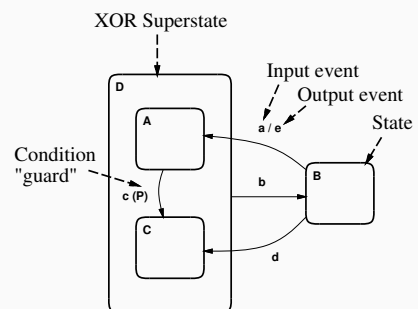 XOR Superstate
Input event
Output event
D
A
a / e
State
Condition
"guard"
c (P)
b
B
C
d